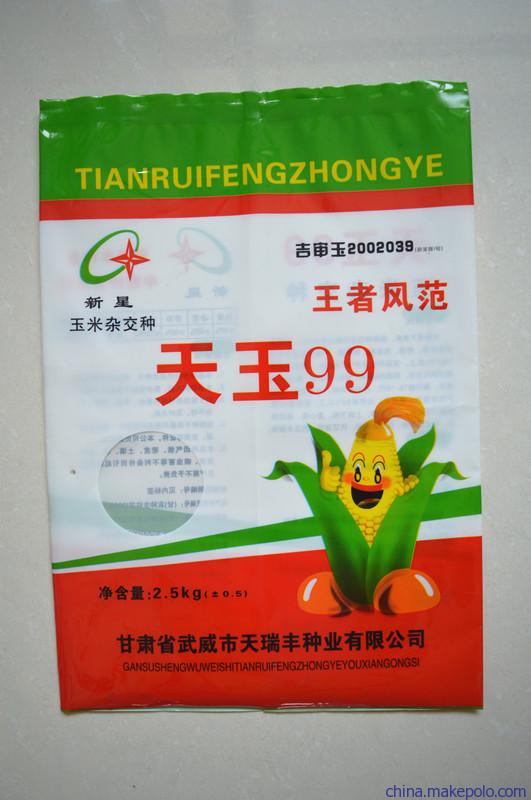 TIANRUIFENGZHONGYE
吉审玉2002039
新星
玉米杂交种
王者风范
天玉99
净含量:2.5kg(±0.5)
甘肃省武威市天瑞丰种业有限公司
GANSUSHENGWUWEISHITIANRUIFENGZHONGYEYOUXIANGONGSI
china.makepolo.com